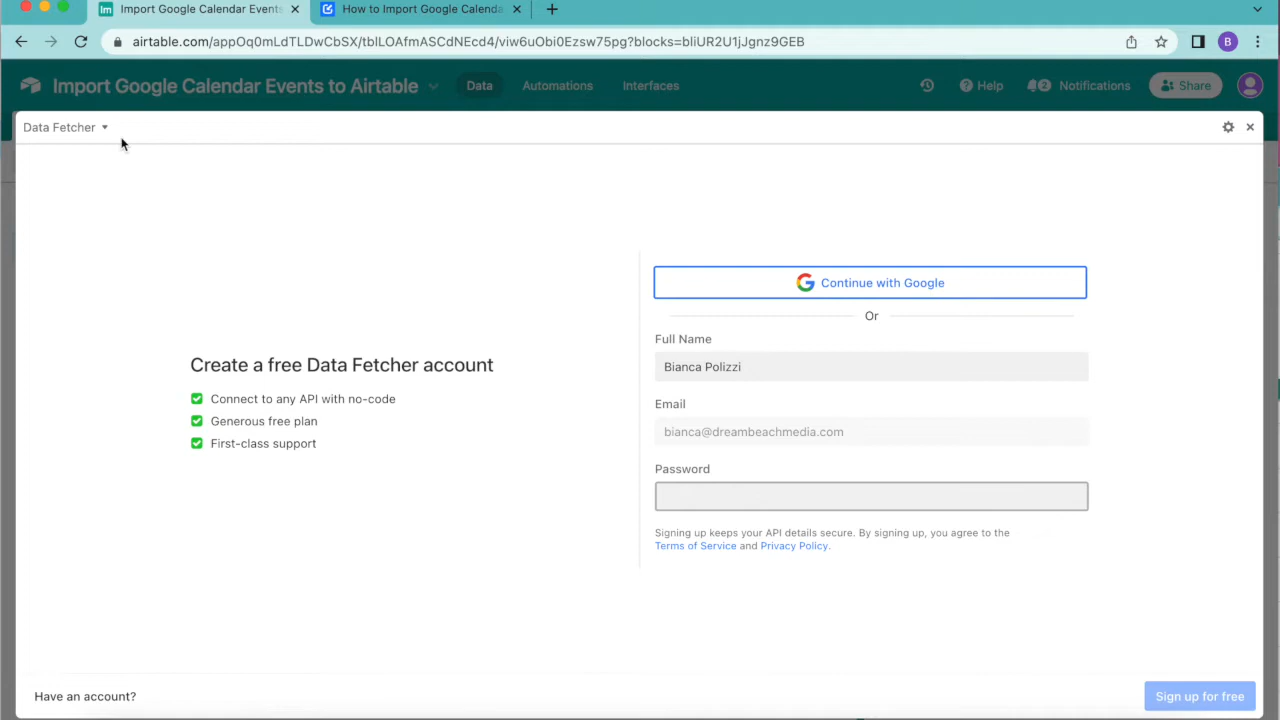 Import Google Calendar Events
How to Import Google Calenda
airtable.com/appOq0mLdTLDwCbSX/tblLOAfmASCdNEcd4/viw6uObi0Ezsw75pg?blocks=bliUR2U1jJgnz9GEB
B
Import Google Calendar Events to Airtable
Data
Automations
Interfaces
Help
2
Notifications
Share
Data Fetcher
Continue with Google
Or
Full Name
Bianca Polizzi
Create a free Data Fetcher account
Connect to any API with no-code
Generous free plan
First-class support
Email
bianca@dreambeachmedia.com
Password
Signing up keeps your API details secure. By signing up, you agree to the
Terms of Service and Privacy Policy.
Have an account?
Sign up for free